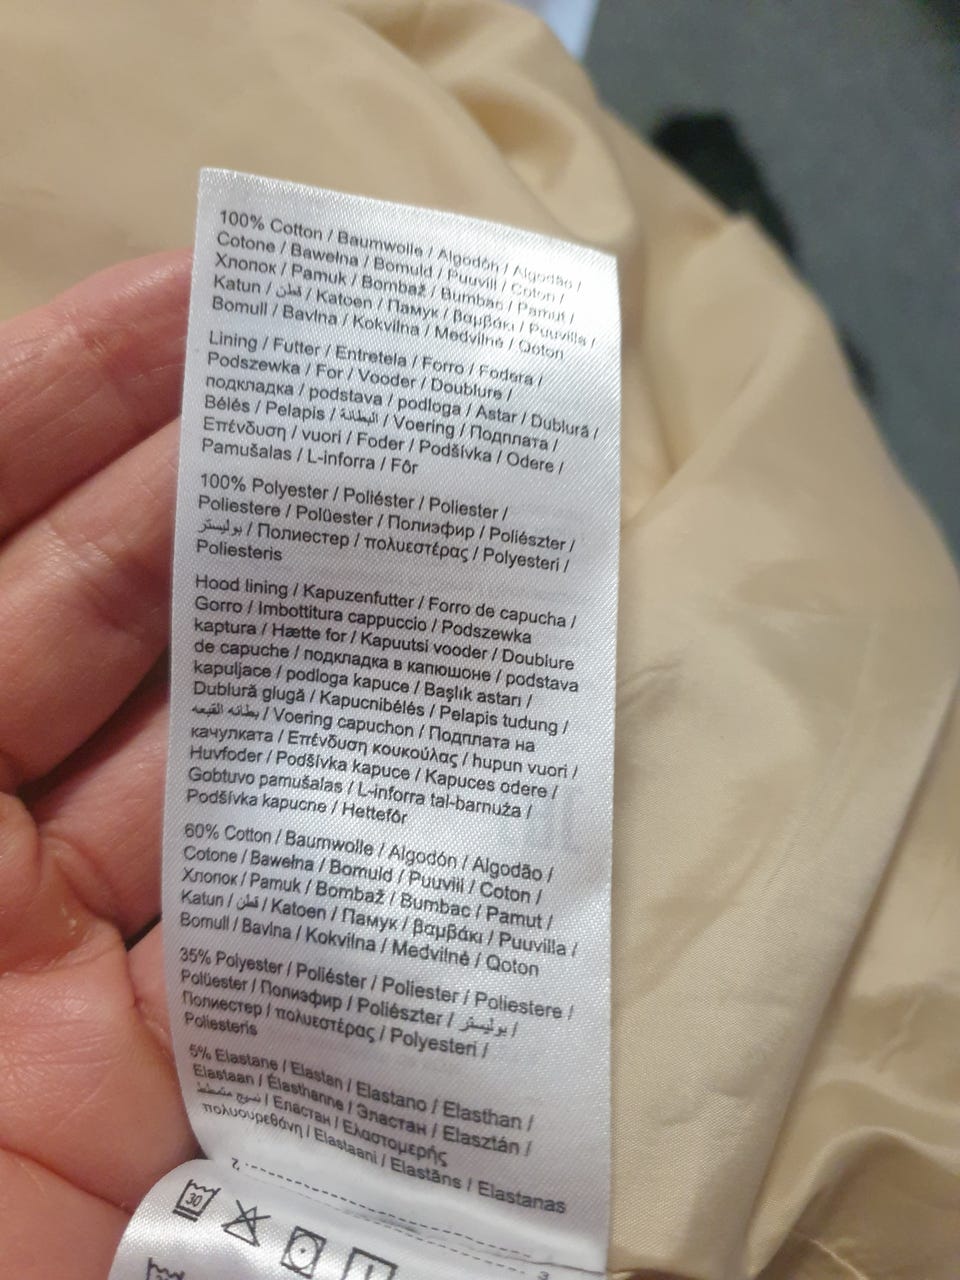 100% Cotton / Baumwolle / Algodón / Algodão /
Cotone / Bawełna / Bomuld / Puuvill / Coton /
Хлопок / Pamuk / Bombaž / Bumbac / Pamut /
Katun / قطن / Katoen / Памук / βαμβάκι / Puuvilla /
Bomull / Bavlna / Kokvilna / Medvilnė / Qoton
Lining / Futter / Entretela / Forro / Fodera /
Podszewka / For / Vooder / Doublure /
подкладка / podstava / podloga / Astar / Dublură /
Bélés / Pelapis / البطانة / Voering / Подплата /
Επένδυση / vuori / Foder / Podšívka / Odere /
Pamušalas / L-inforra / Fôr
100% Polyester / Poliéster / Poliester /
Poliestere / Polüester / Полиэфир / Poliészter /
بوليستر / Полиестер / πολυεστέρας / Polyesteri /
Poliesteris
Hood lining / Kapuzenfutter / Forro de capucha /
Gorro / Imbottitura cappuccio / Podszewka
kaptura / Hætte for / Kapuutsi vooder / Doublure
de capuche / подкладка в капюшоне / podstava
kapuljace / podloga kapuce / Başlık astarı /
Dublură glugă / Kapucnibélés / Pelapis tudung /
بطانه القبعه / Voering capuchon / Подплата на
качулката / Επένδυση κουκούλας / hupun vuori /
Huvfoder / Podšívka kapuce / Kapuces odere /
Gobtuvo pamušalas / L-inforra tal-barnuża /
Podšívka kapucne / Hettefôr
60% Cotton / Baumwolle / Algodón / Algodão /
Cotone / Bawełna / Bomuld / Puuvill / Coton /
Хлопок / Pamuk / Bombaž / Bumbac / Pamut /
Katun / قطن / Katoen / Памук / βαμβάκι / Puuvilla /
Bomull / Bavlna / Kokvilna / Medvilnė / Qoton
35% Polyester / Poliéster / Poliester / Poliestere /
Polüester / Полиэфир / Poliészter / بوليستر /
Полиестер / πολυεστέρας / Polyesteri /
Poliesteris
5% Elastane / Elastan / Elastano / Elasthan /
Elastaan / Élasthanne / Эластан / Elasztán /
/ Еластан / Ελαστομερής
πολυουρεθάνη / Elastaani / Elastāns / Elastanas
2
30
3